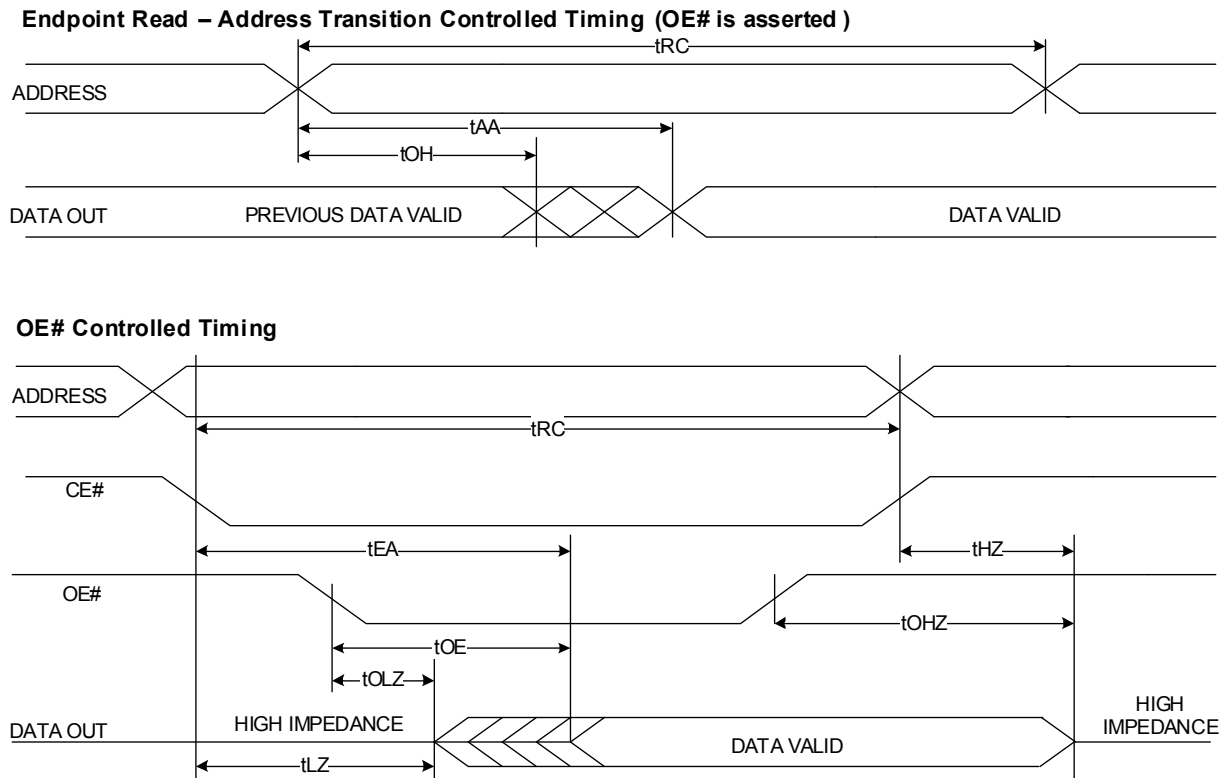 Endpoint Read – Address Transition Controlled Timing (OE# is asserted )
tRC
ADDRESS
tAA
tOH
DATA OUT
PREVIOUS DATA VALID
DATA VALID
OE# Controlled Timing
ADDRESS
tRC
CE#
tEA
tHZ
OE#
tOHZ
tOE
tOLZ
DATA OUT
HIGH IMPEDANCE
DATA VALID
HIGH
IMPEDANCE
tLZ